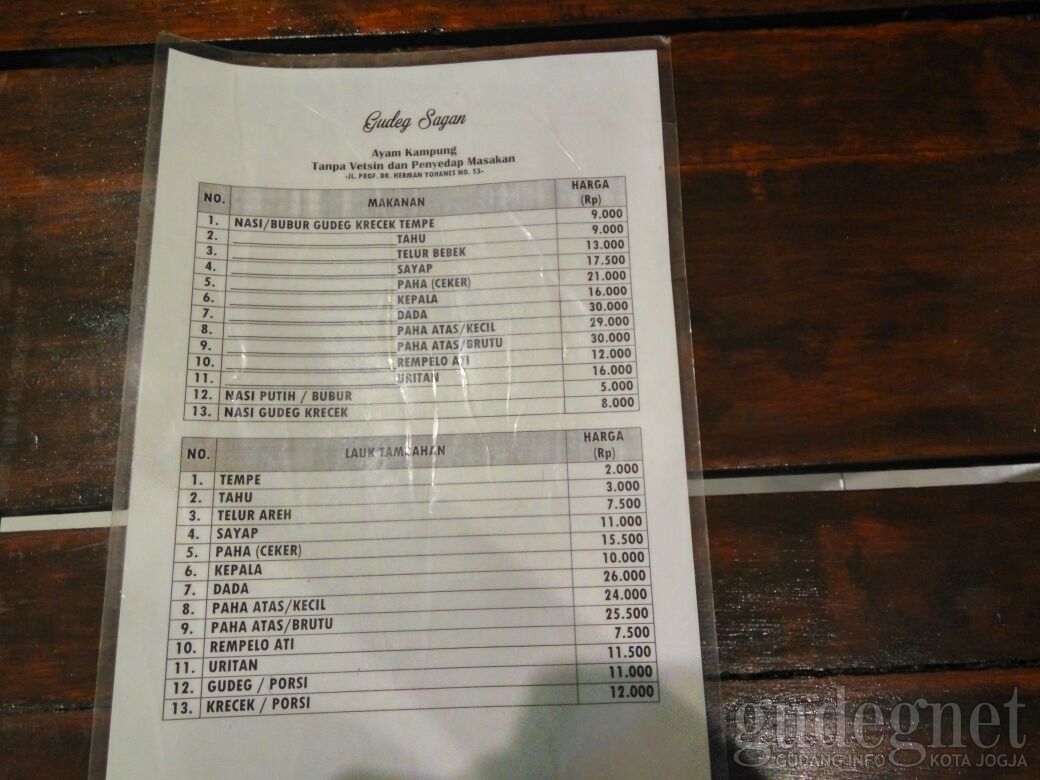 Gudeg Sagan
Ayam Kampung
Tanpa Vetsin dan Penyedap Masakan
-JL. PROF. DR. HERMAN YOHANES NO. 53-
NO. MAKANAN HARGA (Rp)
1. NASI/BUBUR GUDEG KRECEK TEMPE 9.000
2. TAHU 9.000
3. TELUR BEBEK 13.000
4. SAYAP 17.500
5. PAHA (CEKER) 21.000
6. KEPALA 16.000
7. DADA 30.000
8. PAHA ATAS/KECIL 29.000
9. PAHA ATAS/BRUTU 30.000
10. REMPELO ATI 12.000
11. URITAN 16.000
12. NASI PUTIH / BUBUR 5.000
13. NASI GUDEG KRECEK 8.000
NO. LAUK TAMBAHAN HARGA (Rp)
1. TEMPE 2.000
2. TAHU 3.000
3. TELUR AREH 7.500
4. SAYAP 11.000
5. PAHA (CEKER) 15.500
6. KEPALA 10.000
7. DADA 26.000
8. PAHA ATAS/KECIL 24.000
9. PAHA ATAS/BRUTU 25.500
10. REMPELO ATI 7.500
11. URITAN 11.500
12. GUDEG / PORSI 11.000
13. KRECEK / PORSI 12.000
gudegnet
GUDANG INFO KOTA JOGJA